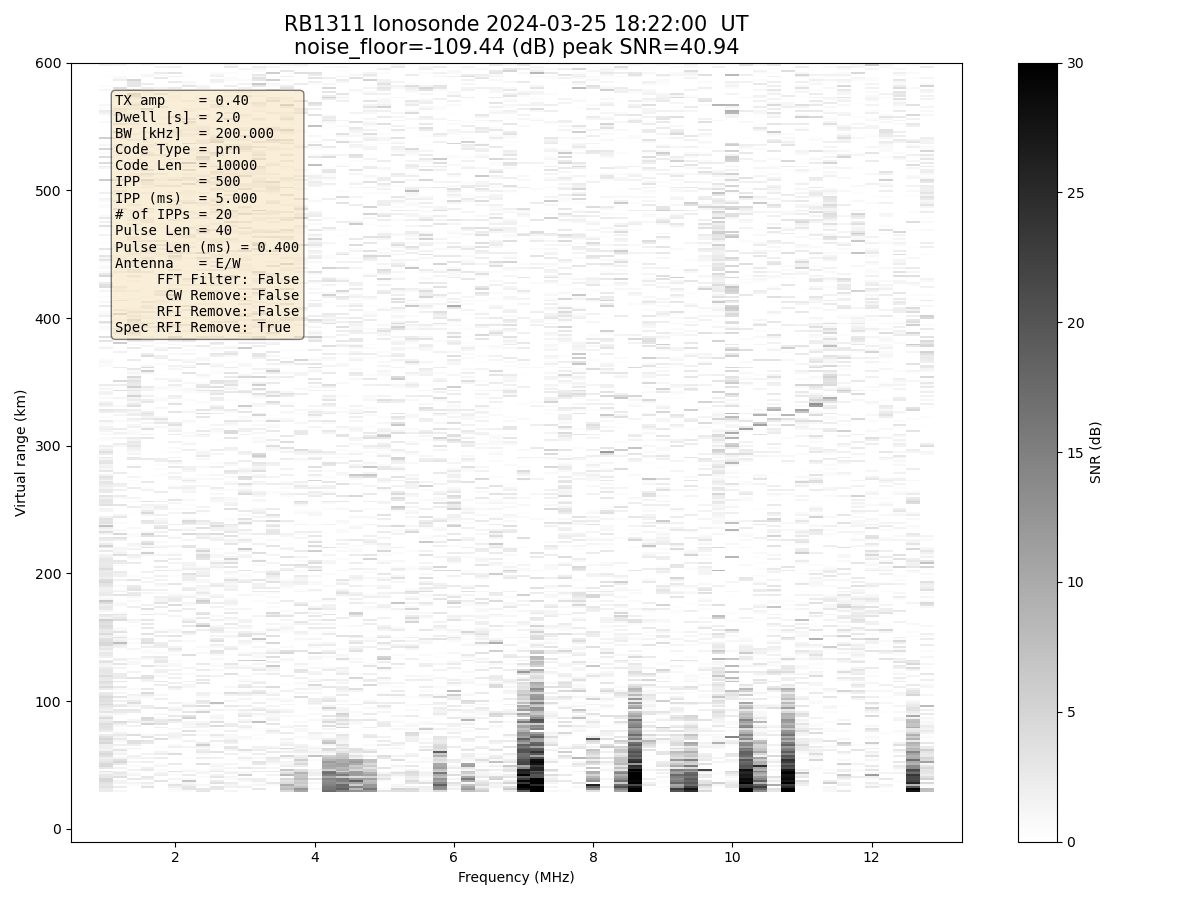 RB1311 Ionosonde 2024-03-25 18:22:00  UT
noise_floor=-109.44 (dB) peak SNR=40.94
600
500
400
300
200
100
0
Virtual range (km)
TX amp    = 0.40
Dwell [s] = 2.0
BW [kHz]  = 200.000
Code Type = prn
Code Len  = 10000
IPP       = 500
IPP (ms)  = 5.000
# of IPPs = 20
Pulse Len = 40
Pulse Len (ms) = 0.400
Antenna   = E/W
FFT Filter: False
CW Remove: False
RFI Remove: False
Spec RFI Remove: True
2
4
6
8
10
12
Frequency (MHz)
30
25
20
15
10
5
0
SNR (dB)